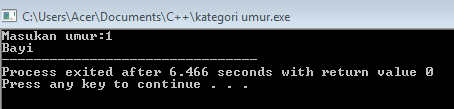 C:\Users\Acer\Documents\C++\kategori umur.exe
Masukan umur:1
Bayi
--------------------------------
Process exited after 6.466 seconds with return value 0
Press any key to continue . . .